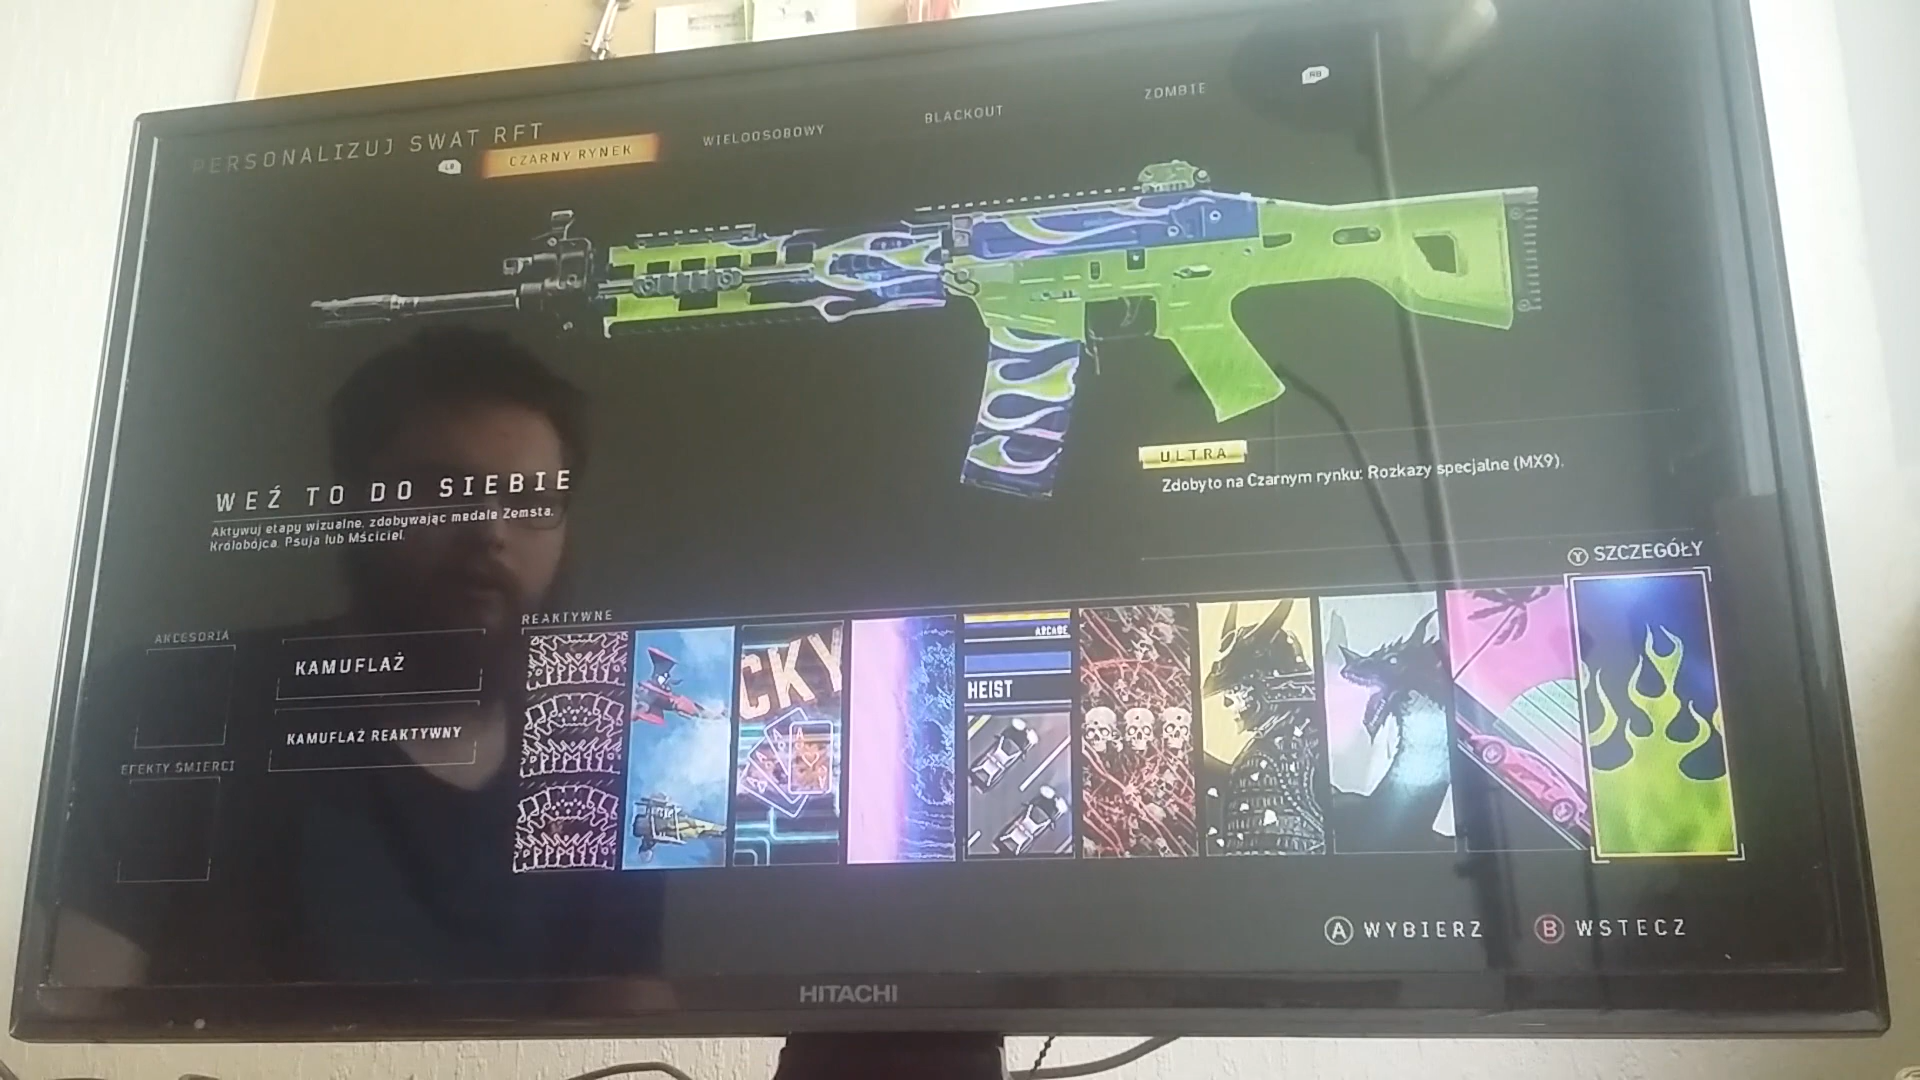 PERSONALIZUJ SWAT RFT
LB
CZARNY RYNEK
WIELOOSOBOWY
BLACKOUT
ZOMBIE
RB
WEŹ TO DO SIEBIE
Aktywuj etapy wizualne, zdobywając medale Zemsta,
Królobójca, Psuja lub Mściciel.
ULTRA
Zdobyto na Czarnym rynku: Rozkazy specjalne (MX9).
Y SZCZEGÓŁY
AKCESORIA
KAMUFLAŻ
KAMUFLAŻ REAKTYWNY
EFEKTY ŚMIERCI
REAKTYWNE
CKY
ARCADE
HEIST
A WYBIERZ
B WSTECZ
HITACHI